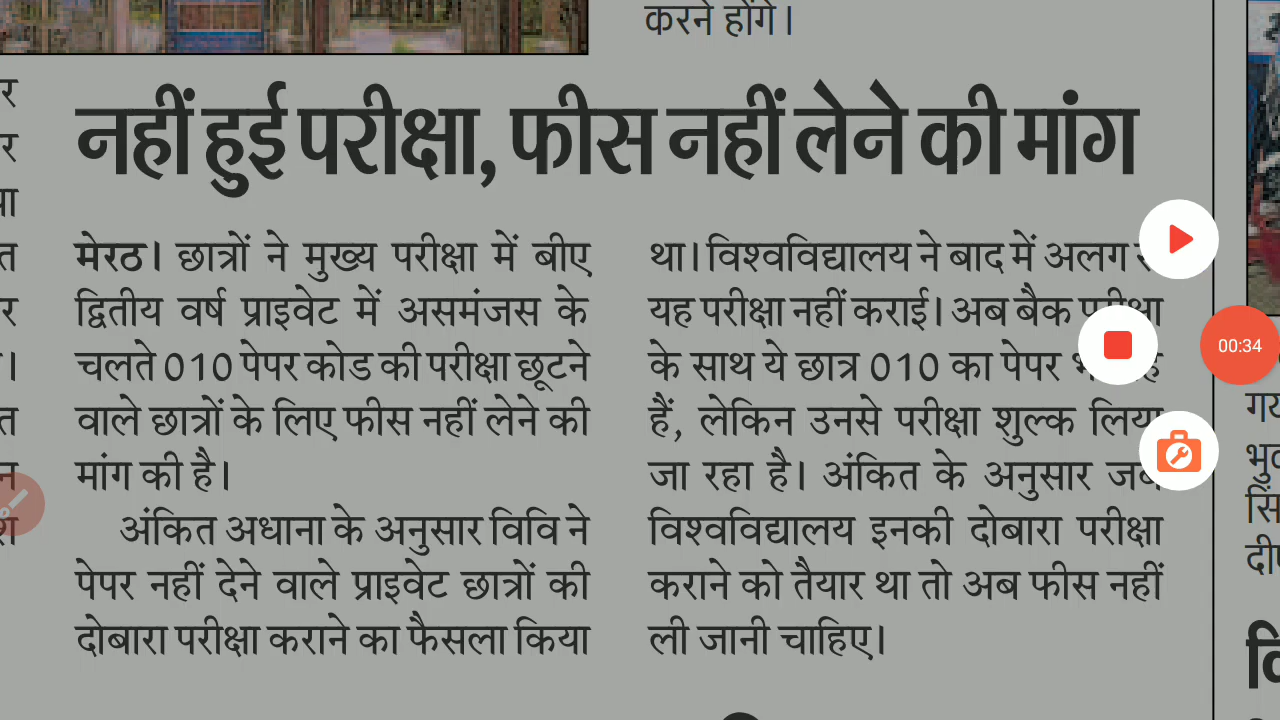 करने होंगे।
नहीं हुई परीक्षा, फीस नहीं लेने की मांग
मेरठ। छात्रों ने मुख्य परीक्षा में बीए
द्वितीय वर्ष प्राइवेट में असमंजस के
चलते 010 पेपर कोड की परीक्षा छूटने
वाले छात्रों के लिए फीस नहीं लेने की
मांग की है।
अंकित अधाना के अनुसार विवि ने
पेपर नहीं देने वाले प्राइवेट छात्रों की
दोबारा परीक्षा कराने का फैसला किया
था। विश्वविद्यालय ने बाद में अलग
यह परीक्षा नहीं कराई। अब बैक परीक्षा
के साथ ये छात्र 010 का पेपर
हैं, लेकिन उनसे परीक्षा शुल्क लिया
जा रहा है। अंकित के अनुसार जब
विश्वविद्यालय इनकी दोबारा परीक्षा
कराने को तैयार था तो अब फीस नहीं
ली जानी चाहिए।
00:34